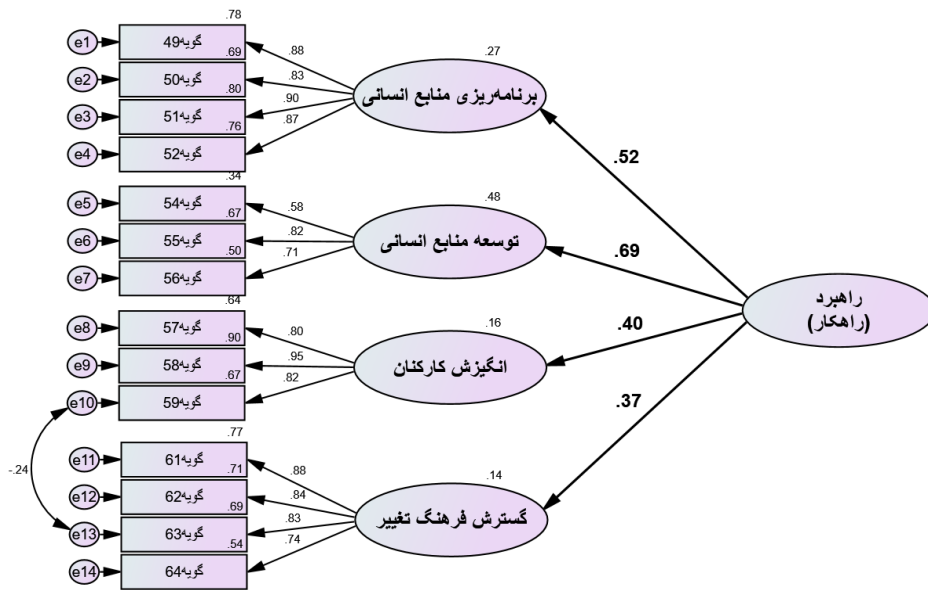 .78
e1
گویه49
.88
.69
e2
گویه50
.83
.80
e3
گویه51
.90
.76
e4
گویه52
.87
.27
برنامه‌ریزی منابع انسانی
.52
.34
e5
گویه54
.58
.67
e6
گویه55
.82
.50
e7
گویه56
.71
.48
توسعه منابع انسانی
.69
راهبرد
(راهکار)
.64
e8
گویه57
.80
.90
e9
گویه58
.95
.67
e10
گویه59
.82
.16
انگیزش کارکنان
.40
-.24
.77
e11
گویه61
.88
.71
e12
گویه62
.84
.69
e13
گویه63
.83
.54
e14
گویه64
.74
.14
گسترش فرهنگ تغییر
.37